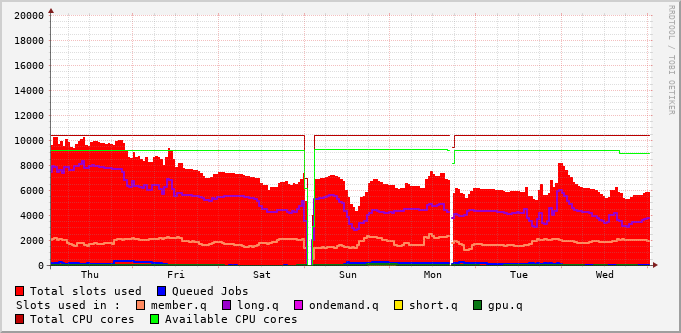 20000
18000
16000
14000
12000
10000
8000
6000
4000
2000
0
Thu Fri Sat Sun Mon Tue Wed
RRDTOOL / TOBI OETIKER
Total slots used Queued Jobs
Slots used in : member.q long.q ondemand.q short.q gpu.q
Total CPU cores Available CPU cores